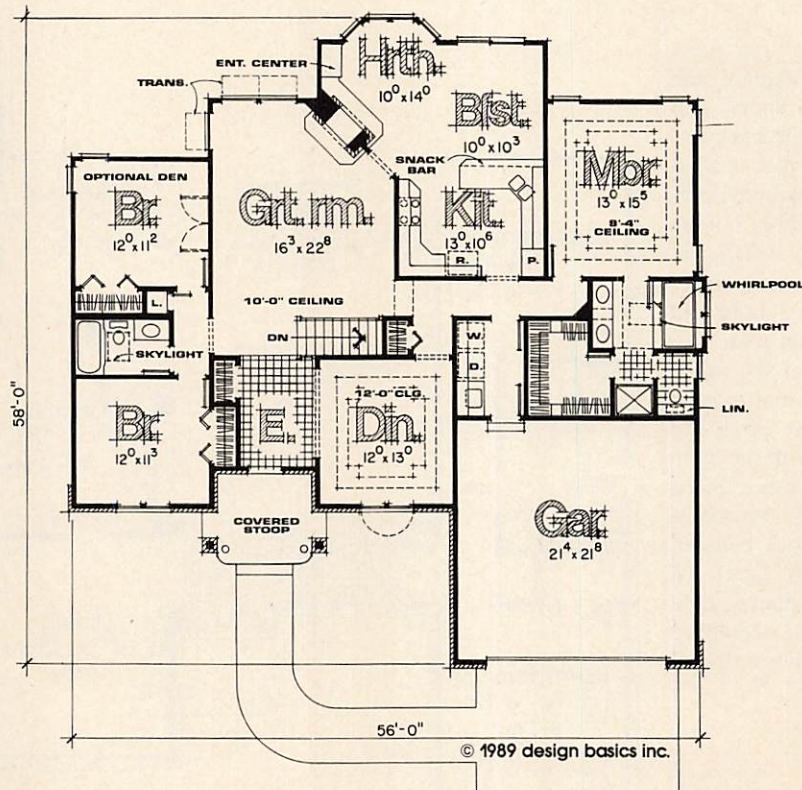 ENT. CENTER
Hrth.
10⁰ x 14⁰
TRANS.
Bfst.
10⁰ x 10³
SNACK
BAR
OPTIONAL DEN
Br.
12⁰ x 11²
Grt. rm.
16³ x 22⁸
Kit.
13⁰ x 10⁶
Mbr.
13⁰ x 15⁵
9'-4"
CEILING
R.
P.
L.
10'-0" CEILING
WHIRLPOOL
SKYLIGHT
DN
W.
D.
SKYLIGHT
12'-0" CLG.
LIN.
Br.
12⁰ x 11³
E.
Dn.
12⁰ x 13⁰
58'-0"
COVERED
STOOP
Gar.
21⁴ x 21⁸
56'-0"
© 1989 design basics inc.